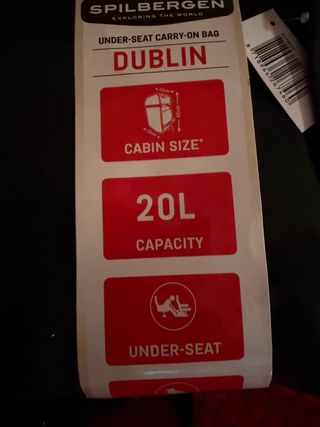 SPILBERGEN
EXPLORING THE WORLD
UNDER-SEAT CARRY-ON BAG
DUBLIN
CABIN SIZE*
20L
CAPACITY
UNDER-SEAT